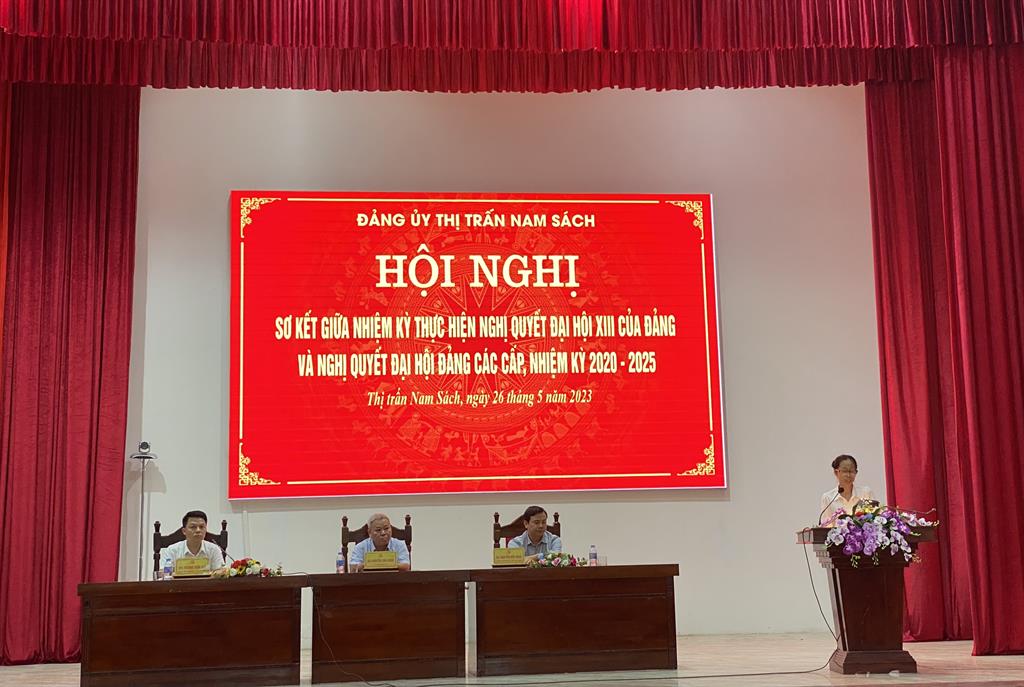 ĐẢNG ỦY THỊ TRẤN NAM SÁCH
HỘI NGHỊ
SƠ KẾT GIỮA NHIỆM KỲ THỰC HIỆN NGHỊ QUYẾT ĐẠI HỘI XIII CỦA ĐẢNG
VÀ NGHỊ QUYẾT ĐẠI HỘI ĐẢNG CÁC CẤP, NHIỆM KỲ 2020 - 2025
Thị trấn Nam Sách, ngày 26 tháng 5 năm 2023